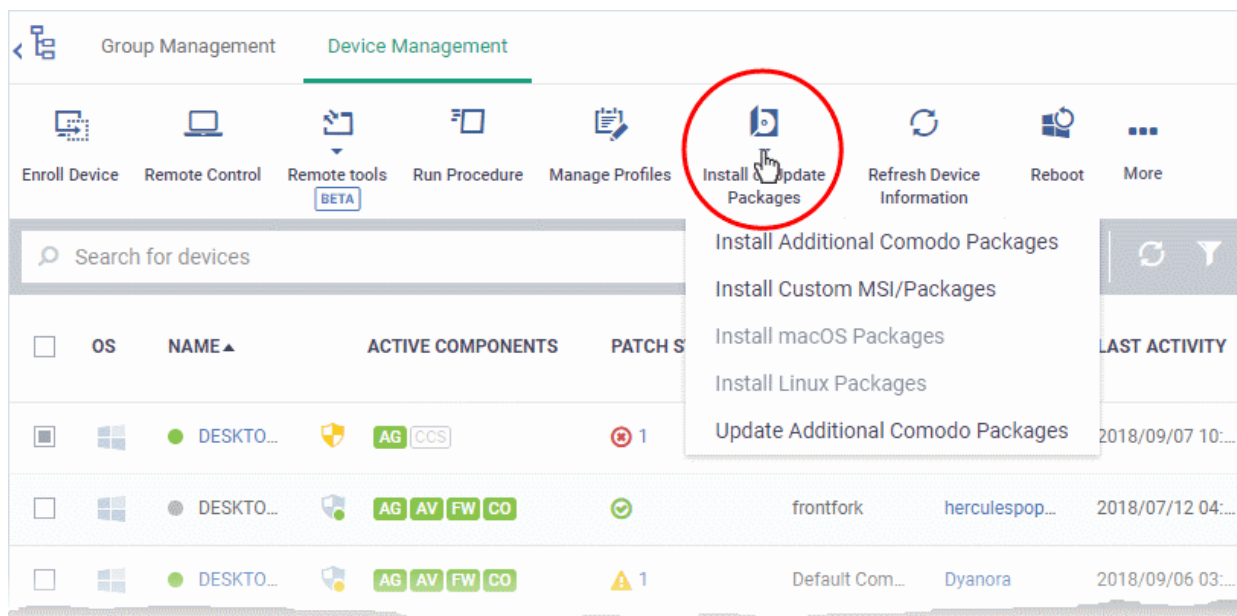 Group Management Device Management
Enroll Device Remote Control Remote tools Run Procedure Manage Profiles Install & Update Refresh Device Reboot More
BETA Packages Information
Search for devices
Install Additional Comodo Packages
Install Custom MSI/Packages
Install macOS Packages
Install Linux Packages
Update Additional Comodo Packages
OS NAME ACTIVE COMPONENTS PATCH S LAST ACTIVITY
DESKTO... AG CCS 1 2018/09/07 10:...
DESKTO... AG AV FW CO frontfork herculespop... 2018/07/12 04:...
DESKTO... AG AV FW CO 1 Default Com... Dyanora 2018/09/06 03:...